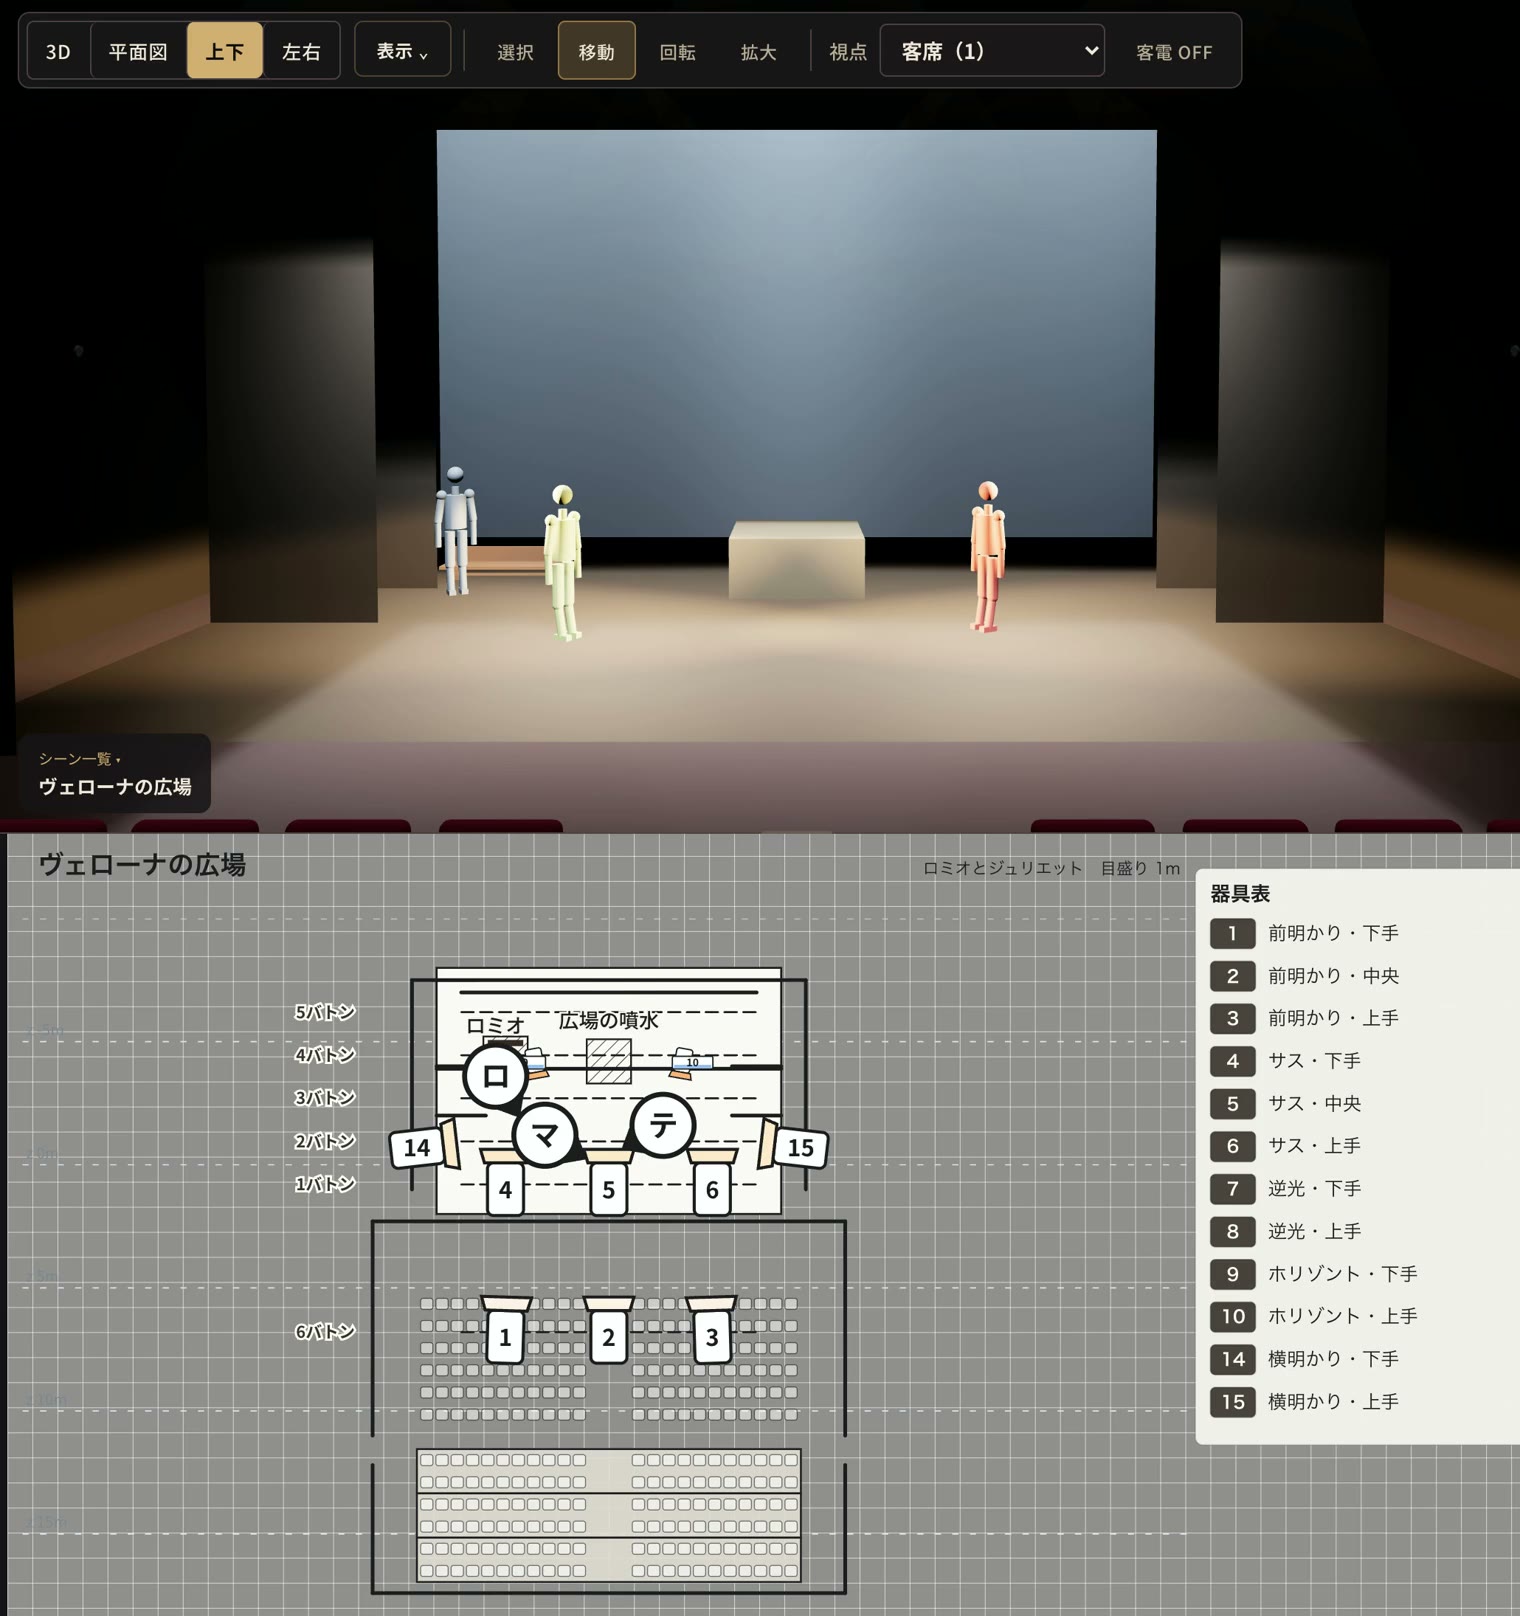 3D 平面図 上下 左右 表示 選択 移動 回転 拡大 視点 客席（1） 客電 OFF
シーン一覧 ▾
ヴェローナの広場
ヴェローナの広場
ロミオとジュリエット　目盛り 1m
器具表
1 前明かり・下手
2 前明かり・中央
3 前明かり・上手
4 サス・下手
5 サス・中央
6 サス・上手
7 逆光・下手
8 逆光・上手
9 ホリゾント・下手
10 ホリゾント・上手
14 横明かり・下手
15 横明かり・上手
5バトン
ロミオ 広場の噴水
4バトン
10
ロ
3バトン
マ テ
2バトン
14 15
1バトン
4 5 6
6バトン
1 2 3